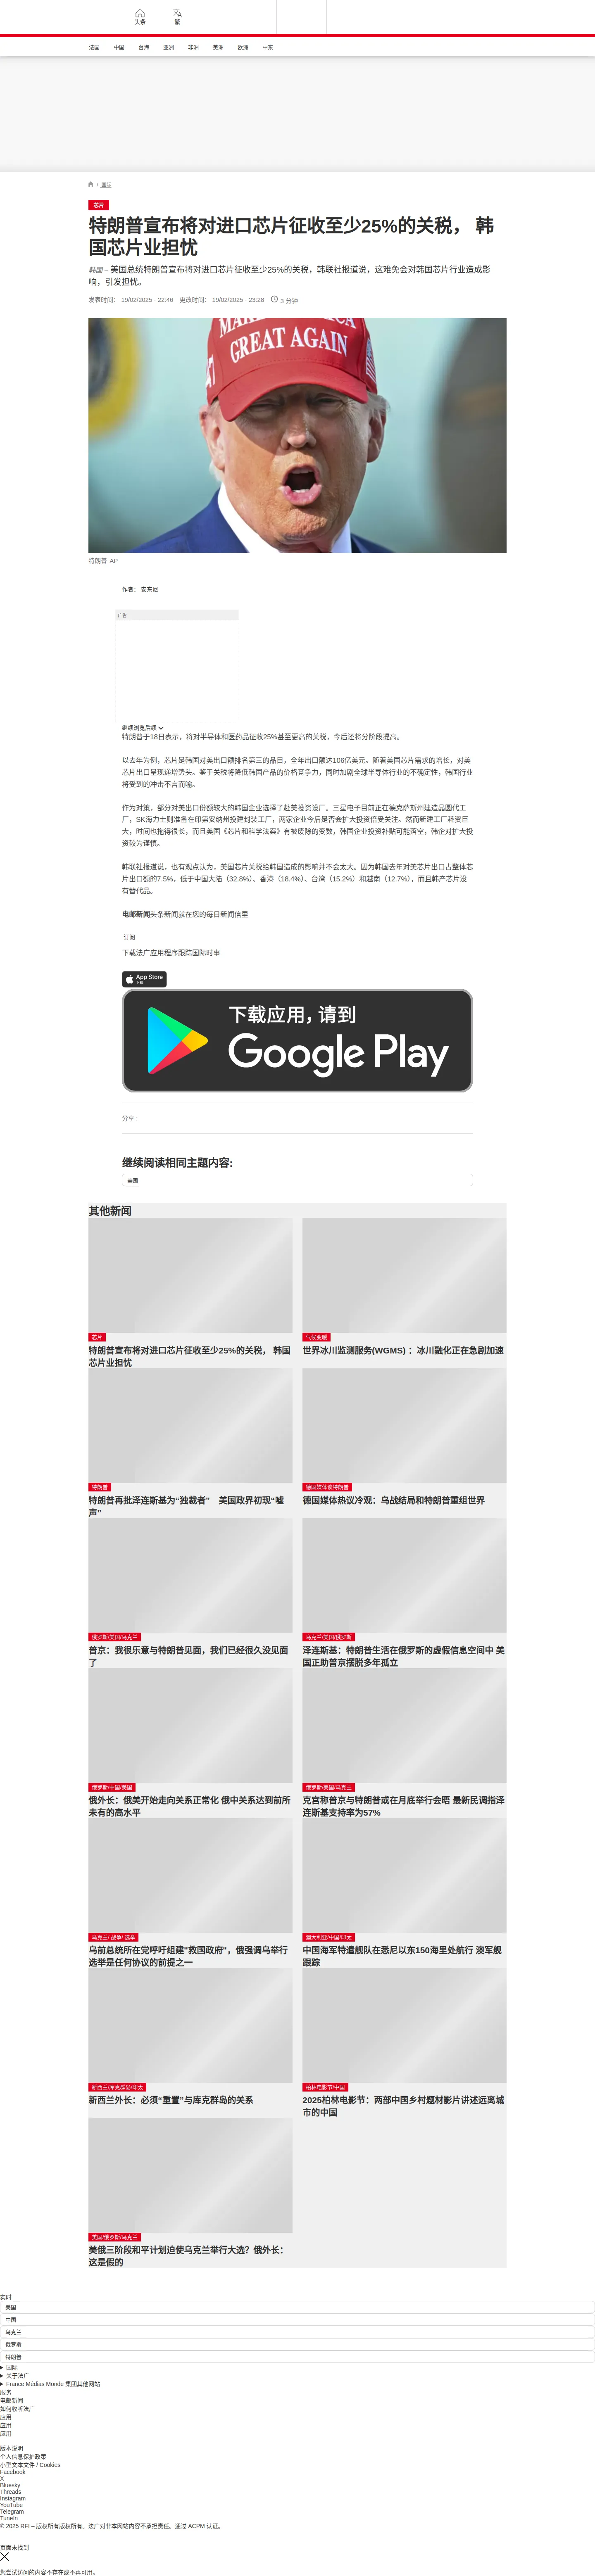 头条
繁
法国
中国
台海
亚洲
非洲
美洲
欧洲
中东
/ 国际
芯片
特朗普宣布将对进口芯片征收至少25%的关税， 韩
国芯片业担忧
韩国 – 美国总统特朗普宣布将对进口芯片征收至少25%的关税，韩联社报道说，这难免会对韩国芯片行业造成影
响，引发担忧。
发表时间： 19/02/2025 - 22:46 更改时间： 19/02/2025 - 23:28 3 分钟
MAKE AMERICA
GREAT AGAIN
特朗普 AP
作者： 安东尼
广告
继续浏览后续
特朗普于18日表示，将对半导体和医药品征收25%甚至更高的关税，今后还将分阶段提高。
以去年为例，芯片是韩国对美出口额排名第三的品目，全年出口额达106亿美元。随着美国芯片需求的增长，对美
芯片出口呈现递增势头。鉴于关税将降低韩国产品的价格竞争力，同时加剧全球半导体行业的不确定性，韩国行业
将受到的冲击不言而喻。
作为对策，部分对美出口份额较大的韩国企业选择了赴美投资设厂。三星电子目前正在德克萨斯州建造晶圆代工
厂，SK海力士则准备在印第安纳州投建封装工厂，两家企业今后是否会扩大投资倍受关注。然而新建工厂耗资巨
大，时间也拖得很长，而且美国《芯片和科学法案》有被废除的变数，韩国企业投资补贴可能落空，韩企对扩大投
资较为谨慎。
韩联社报道说，也有观点认为，美国芯片关税给韩国造成的影响并不会太大。因为韩国去年对美芯片出口占整体芯
片出口额的7.5%，低于中国大陆（32.8%）、香港（18.4%）、台湾（15.2%）和越南（12.7%），而且韩产芯片没
有替代品。
电邮新闻头条新闻就在您的每日新闻信里
订阅
下载法广应用程序跟踪国际时事
App Store
下载
下载应用，请到
Google Play
分享 :
继续阅读相同主题内容:
美国
其他新闻
芯片
特朗普宣布将对进口芯片征收至少25%的关税， 韩国
芯片业担忧
气候变暖
世界冰川监测服务(WGMS) ：冰川融化正在急剧加速
特朗普
特朗普再批泽连斯基为“独裁者” 美国政界初现“嘘
声”
德国媒体谈特朗普
德国媒体热议冷观：乌战结局和特朗普重组世界
俄罗斯/美国/乌克兰
普京：我很乐意与特朗普见面，我们已经很久没见面
了
乌克兰/美国/俄罗斯
泽连斯基：特朗普生活在俄罗斯的虚假信息空间中 美
国正助普京摆脱多年孤立
俄罗斯/中国/美国
俄外长：俄美开始走向关系正常化 俄中关系达到前所
未有的高水平
俄罗斯/美国/乌克兰
克宫称普京与特朗普或在月底举行会晤 最新民调指泽
连斯基支持率为57%
乌克兰/ 战争/ 选举
乌前总统所在党呼吁组建"救国政府"，俄强调乌举行
选举是任何协议的前提之一
澳大利亚/中国/印太
中国海军特遣舰队在悉尼以东150海里处航行 澳军舰
跟踪
新西兰/库克群岛/印太
新西兰外长：必须“重置”与库克群岛的关系
柏林电影节/中国
2025柏林电影节：两部中国乡村题材影片讲述远离城
市的中国
美国/俄罗斯/乌克兰
美俄三阶段和平计划迫使乌克兰举行大选？俄外长：
这是假的
实时
美国
中国
乌克兰
俄罗斯
特朗普
国际
关于法广
France Médias Monde 集团其他网站
服务
电邮新闻
如何收听法广
应用
应用
应用
版本说明
个人信息保护政策
小型文本文件 / Cookies
Facebook
X
Bluesky
Threads
Instagram
YouTube
Telegram
TuneIn
© 2025 RFI – 版权所有版权所有。法广对非本网站内容不承担责任。通过 ACPM 认证。
页面未找到
您尝试访问的内容不存在或不再可用。